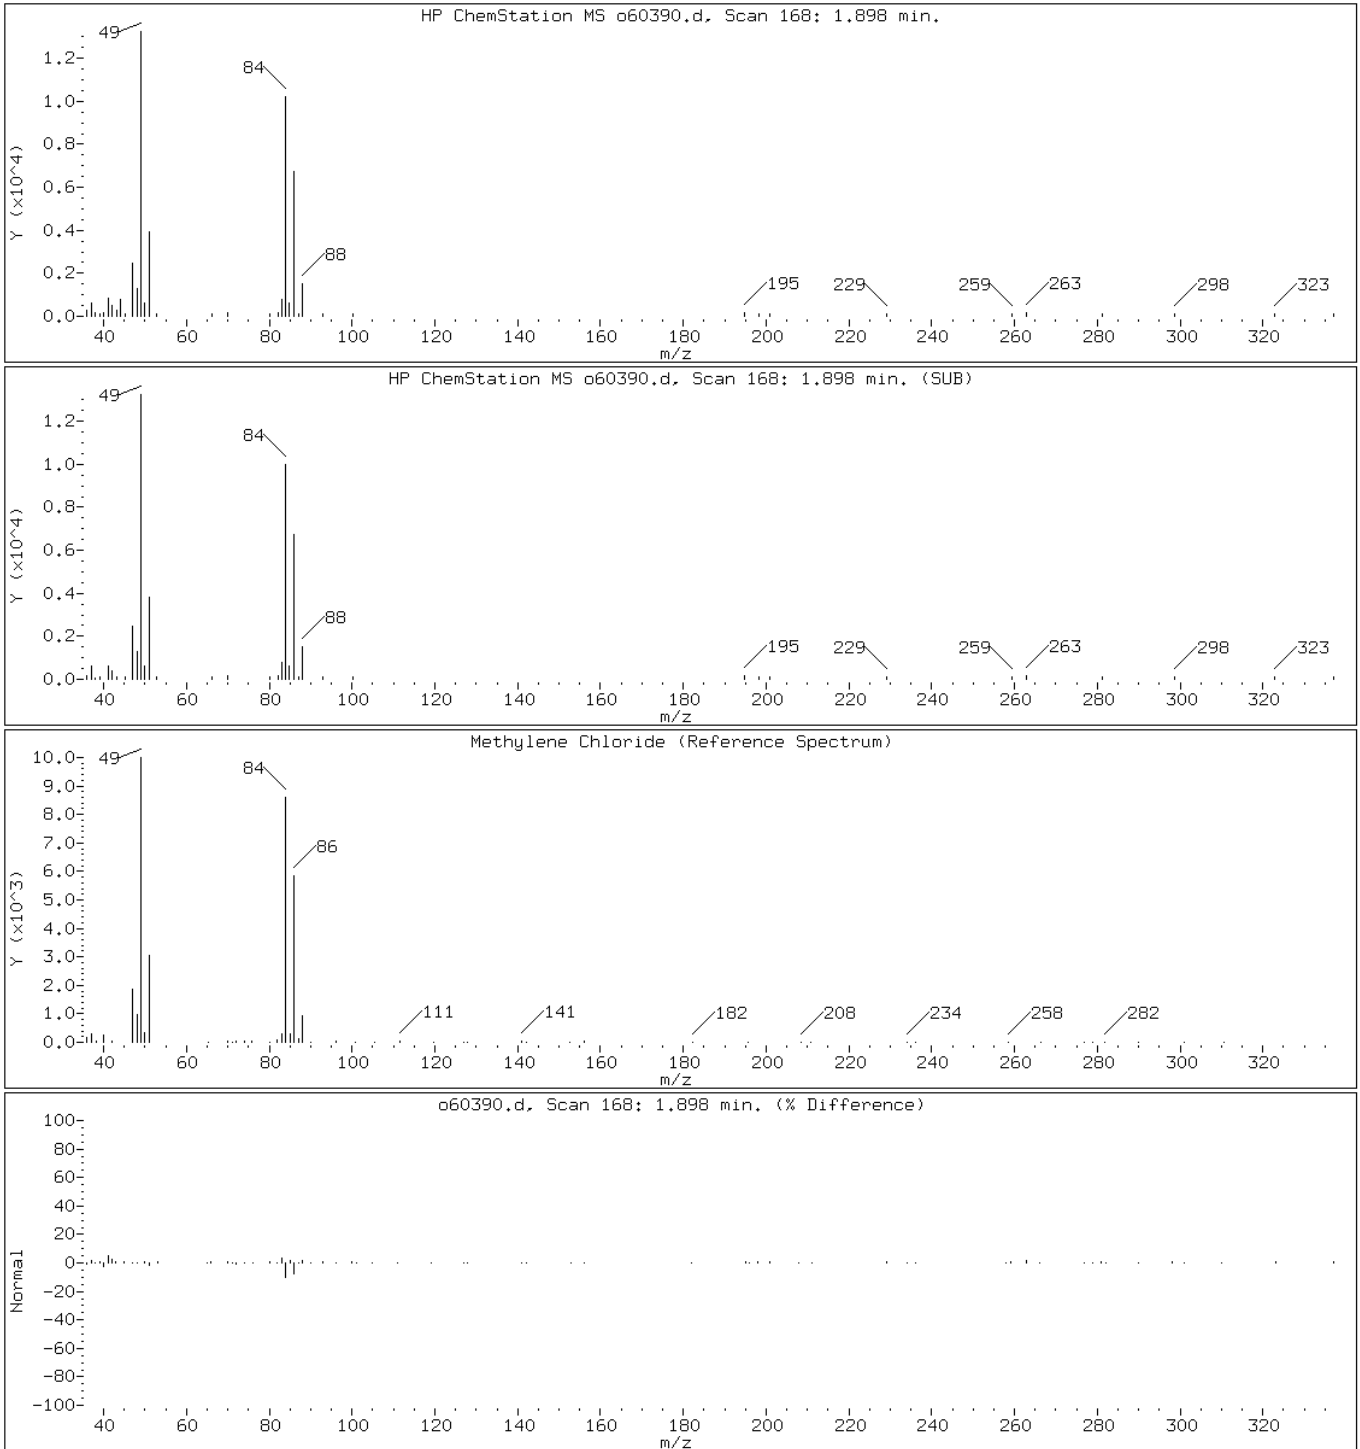 HP ChemStation MS o60390.d, Scan 168: 1.898 min.
49
84
88
195 229 259 263 298 323
Y (x10^4)
1.2
1.0
0.8
0.6
0.4
0.2
0.0
40 60 80 100 120 140 160 180 200 220 240 260 280 300 320
m/z
HP ChemStation MS o60390.d, Scan 168: 1.898 min. (SUB)
49
84
88
195 229 259 263 298 323
Y (x10^4)
1.2
1.0
0.8
0.6
0.4
0.2
0.0
40 60 80 100 120 140 160 180 200 220 240 260 280 300 320
m/z
Methylene Chloride (Reference Spectrum)
49
84
86
111 141 182 208 234 258 282
Y (x10^3)
10.0
9.0
8.0
7.0
6.0
5.0
4.0
3.0
2.0
1.0
0.0
40 60 80 100 120 140 160 180 200 220 240 260 280 300 320
m/z
o60390.d, Scan 168: 1.898 min. (% Difference)
Normal
100
80
60
40
20
0
-20
-40
-60
-80
-100
40 60 80 100 120 140 160 180 200 220 240 260 280 300 320
m/z